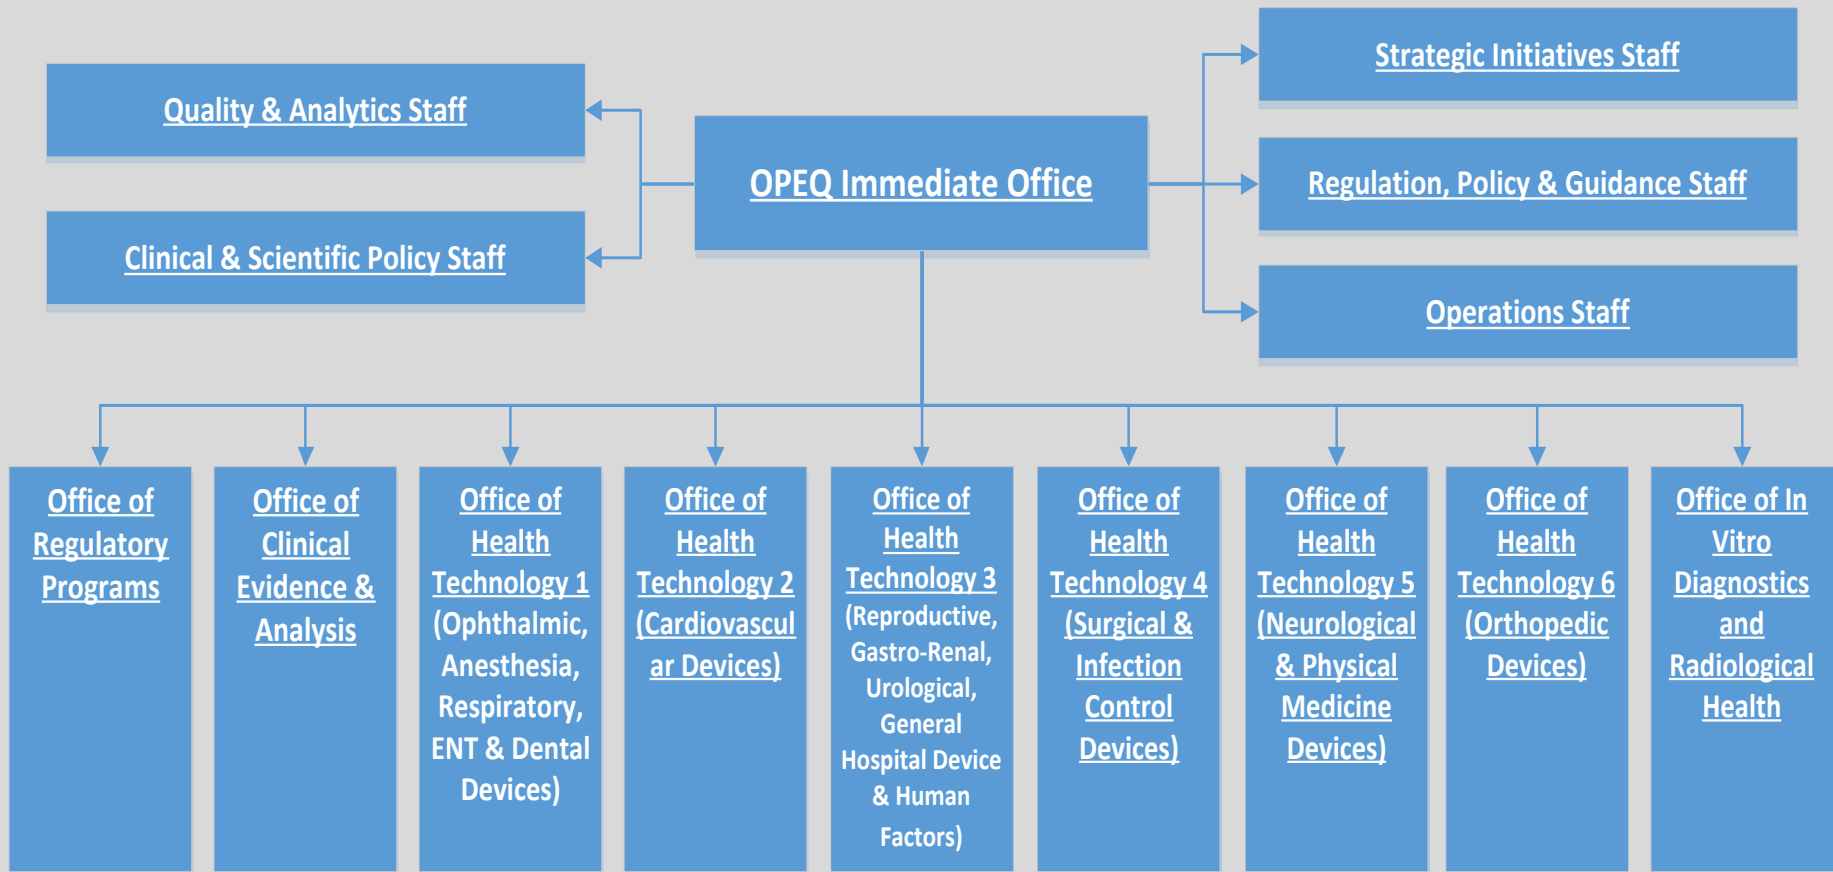 Strategic Initiatives Staff
Quality & Analytics Staff
OPEQ Immediate Office
Regulation, Policy & Guidance Staff
Clinical & Scientific Policy Staff
Operations Staff
Office of
Regulatory
Programs
Office of
Clinical
Evidence &
Analysis
Office of
Health
Technology 1
(Ophthalmic,
Anesthesia,
Respiratory,
ENT & Dental
Devices)
Office of
Health
Technology 2
(Cardiovascul
ar Devices)
Office of
Health
Technology 3
(Reproductive,
Gastro-Renal,
Urological,
General
Hospital Device
& Human
Factors)
Office of
Health
Technology 4
(Surgical &
Infection
Control
Devices)
Office of
Health
Technology 5
(Neurological
& Physical
Medicine
Devices)
Office of
Health
Technology 6
(Orthopedic
Devices)
Office of In
Vitro
Diagnostics
and
Radiological
Health